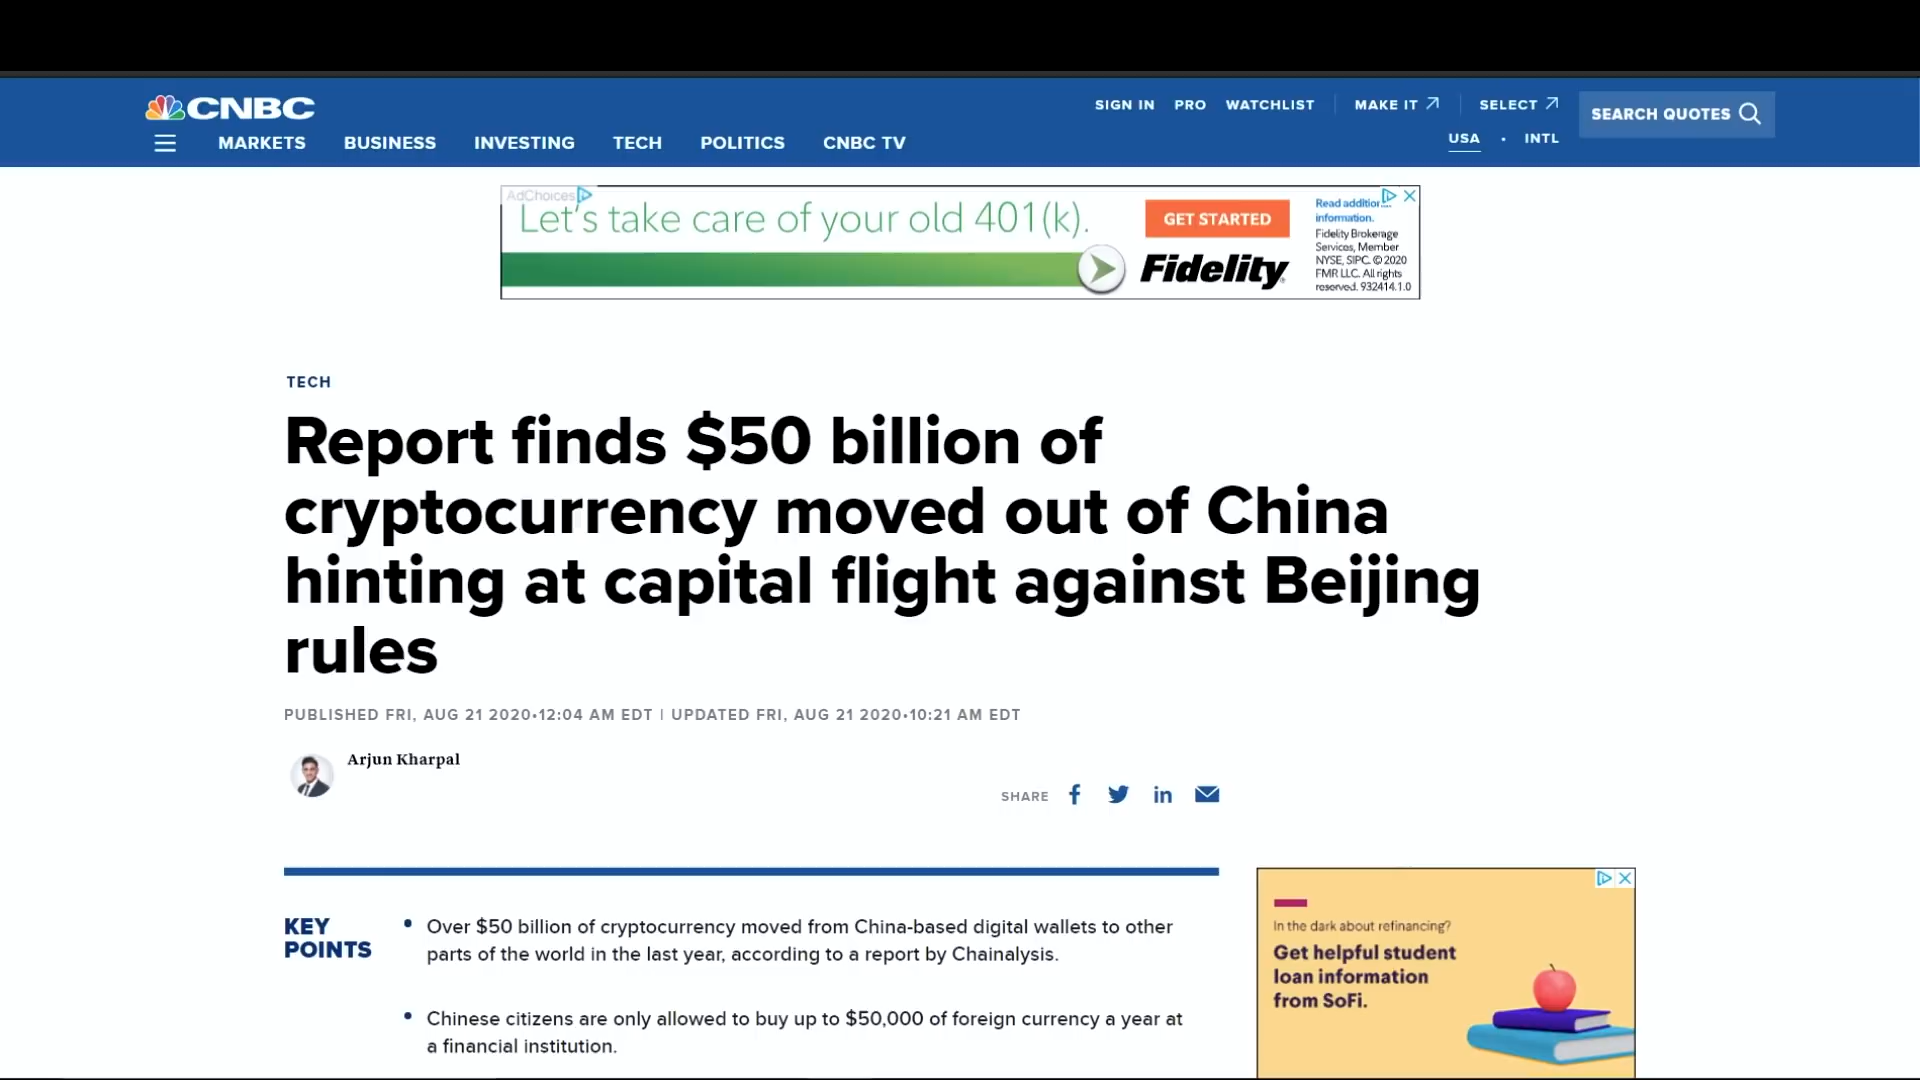 CNBC
SIGN IN PRO WATCHLIST MAKE IT SELECT
SEARCH QUOTES
USA • INTL
MARKETS BUSINESS INVESTING TECH POLITICS CNBC TV
AdChoices
Let's take care of your old 401(k).
GET STARTED
Fidelity
Read addition...
information.
Fidelity Brokerage
Services, Member
NYSE, SIPC. © 2020
FMR LLC. All rights
reserved. 932414.1.0
TECH
Report finds $50 billion of
cryptocurrency moved out of China
hinting at capital flight against Beijing
rules
PUBLISHED FRI, AUG 21 2020•12:04 AM EDT | UPDATED FRI, AUG 21 2020•10:21 AM EDT
Arjun Kharpal
SHARE
KEY
POINTS
• Over $50 billion of cryptocurrency moved from China-based digital wallets to other
parts of the world in the last year, according to a report by Chainalysis.
• Chinese citizens are only allowed to buy up to $50,000 of foreign currency a year at
a financial institution.
In the dark about refinancing?
Get helpful student
loan information
from SoFi.